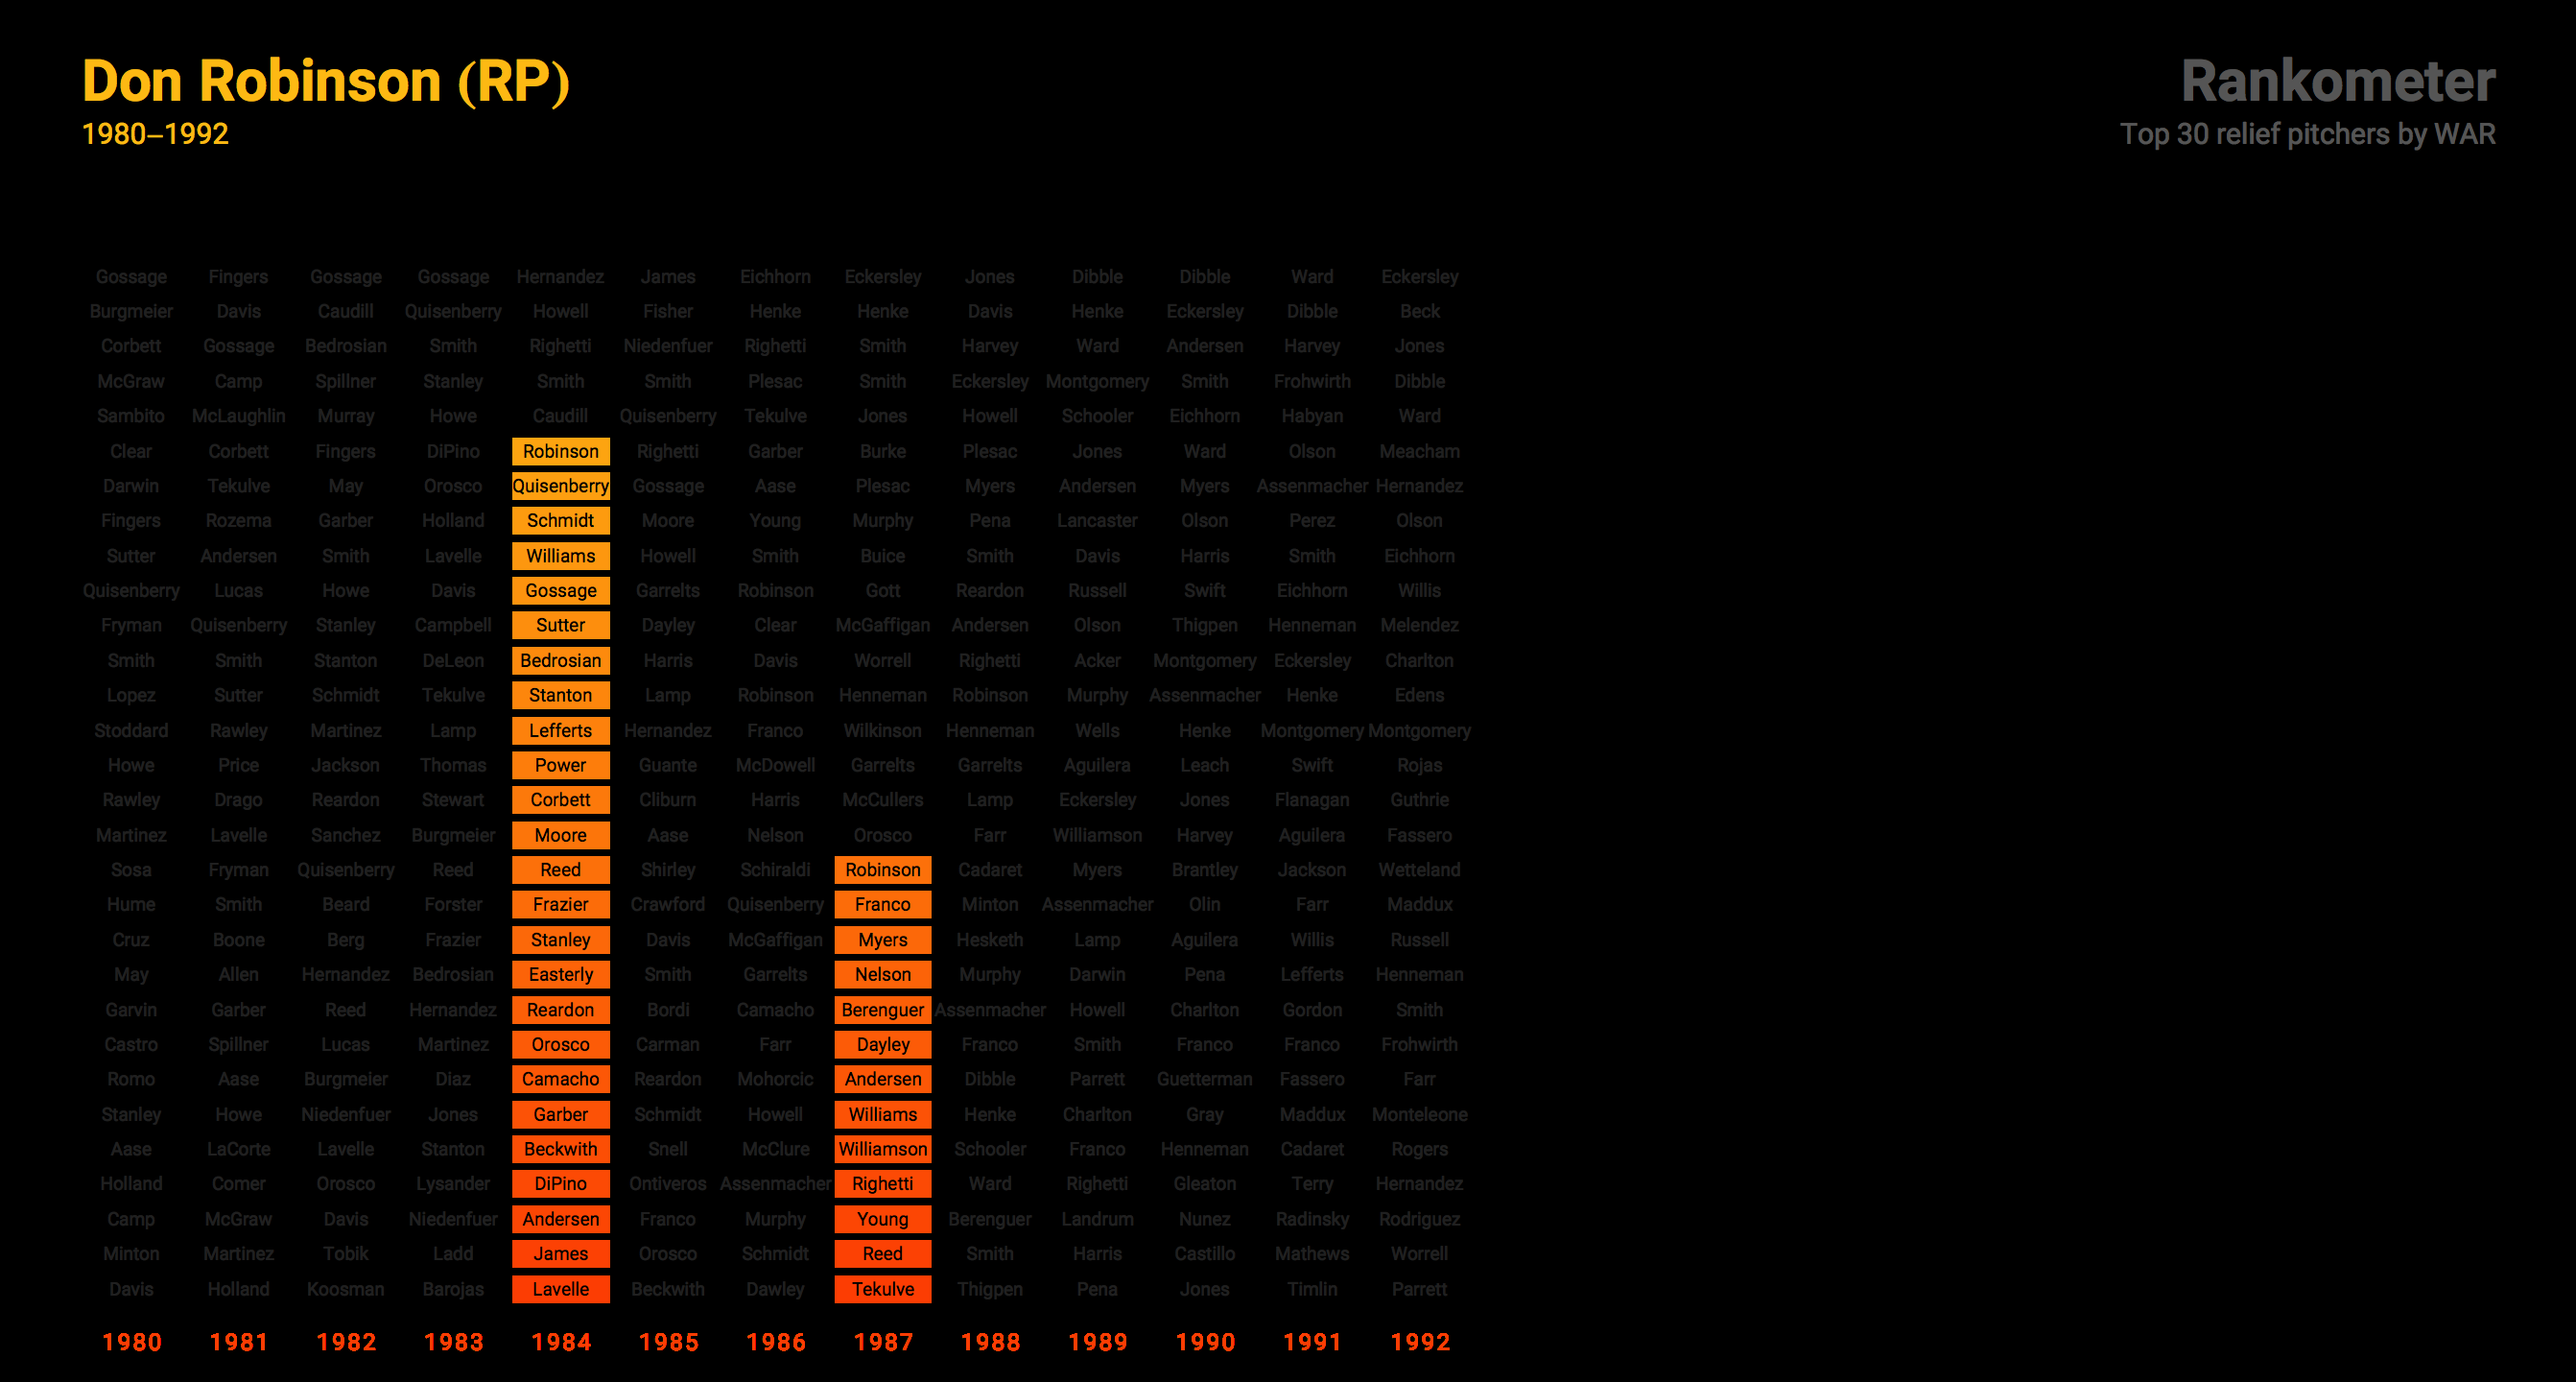 Don Robinson (RP)
1980–1992
Rankometer
Top 30 relief pitchers by WAR
Gossage Fingers Gossage Gossage Hernandez James Eichhorn Eckersley Jones Dibble Dibble Ward Eckersley
Burgmeier Davis Caudill Quisenberry Howell Fisher Henke Henke Davis Henke Eckersley Dibble Beck
Corbett Gossage Bedrosian Smith Righetti Niedenfuer Righetti Smith Harvey Ward Andersen Harvey Jones
McGraw Camp Spillner Stanley Smith Smith Plesac Smith Eckersley Montgomery Smith Frohwirth Dibble
Sambito McLaughlin Murray Howe Caudill Quisenberry Tekulve Jones Howell Schooler Eichhorn Habyan Ward
Clear Corbett Fingers DiPino Robinson Righetti Garber Burke Plesac Jones Ward Olson Meacham
Darwin Tekulve May Orosco Quisenberry Gossage Aase Plesac Myers Andersen Myers Assenmacher Hernandez
Fingers Rozema Garber Holland Schmidt Moore Young Murphy Pena Lancaster Olson Perez Olson
Sutter Andersen Smith Lavelle Williams Howell Smith Buice Smith Davis Harris Smith Eichhorn
Quisenberry Lucas Howe Davis Gossage Garrelts Robinson Gott Reardon Russell Swift Eichhorn Willis
Fryman Quisenberry Stanley Campbell Sutter Dayley Clear McGaffigan Andersen Olson Thigpen Henneman Melendez
Smith Smith Stanton DeLeon Bedrosian Harris Davis Worrell Righetti Acker Montgomery Eckersley Charlton
Lopez Sutter Schmidt Tekulve Stanton Lamp Robinson Henneman Robinson Murphy Assenmacher Henke Edens
Stoddard Rawley Martinez Lamp Lefferts Hernandez Franco Wilkinson Henneman Wells Henke Montgomery Montgomery
Howe Price Jackson Thomas Power Guante McDowell Garrelts Garrelts Aguilera Leach Swift Rojas
Rawley Drago Reardon Stewart Corbett Cliburn Harris McCullers Lamp Eckersley Jones Flanagan Guthrie
Martinez Lavelle Sanchez Burgmeier Moore Aase Nelson Orosco Farr Williamson Harvey Aguilera Fassero
Sosa Fryman Quisenberry Reed Reed Shirley Schiraldi Robinson Cadaret Myers Brantley Jackson Wetteland
Hume Smith Beard Forster Frazier Crawford Quisenberry Franco Minton Assenmacher Olin Farr Maddux
Cruz Boone Berg Frazier Stanley Davis McGaffigan Myers Hesketh Lamp Aguilera Willis Russell
May Allen Hernandez Bedrosian Easterly Smith Garrelts Nelson Murphy Darwin Pena Lefferts Henneman
Garvin Garber Reed Hernandez Reardon Bordi Camacho Berenguer Assenmacher Howell Charlton Gordon Smith
Castro Spillner Lucas Martinez Orosco Carman Farr Dayley Franco Smith Franco Franco Frohwirth
Romo Aase Burgmeier Diaz Camacho Reardon Mohorcic Andersen Dibble Parrett Guetterman Fassero Farr
Stanley Howe Niedenfuer Jones Garber Schmidt Howell Williams Henke Charlton Gray Maddux Monteleone
Aase LaCorte Lavelle Stanton Beckwith Snell McClure Williamson Schooler Franco Henneman Cadaret Rogers
Holland Comer Orosco Lysander DiPino Ontiveros Assenmacher Righetti Ward Righetti Gleaton Terry Hernandez
Camp McGraw Davis Niedenfuer Andersen Franco Murphy Young Berenguer Landrum Nunez Radinsky Rodriguez
Minton Martinez Tobik Ladd James Orosco Schmidt Reed Smith Harris Castillo Mathews Worrell
Davis Holland Koosman Barojas Lavelle Beckwith Dawley Tekulve Thigpen Pena Jones Timlin Parrett
1980 1981 1982 1983 1984 1985 1986 1987 1988 1989 1990 1991 1992